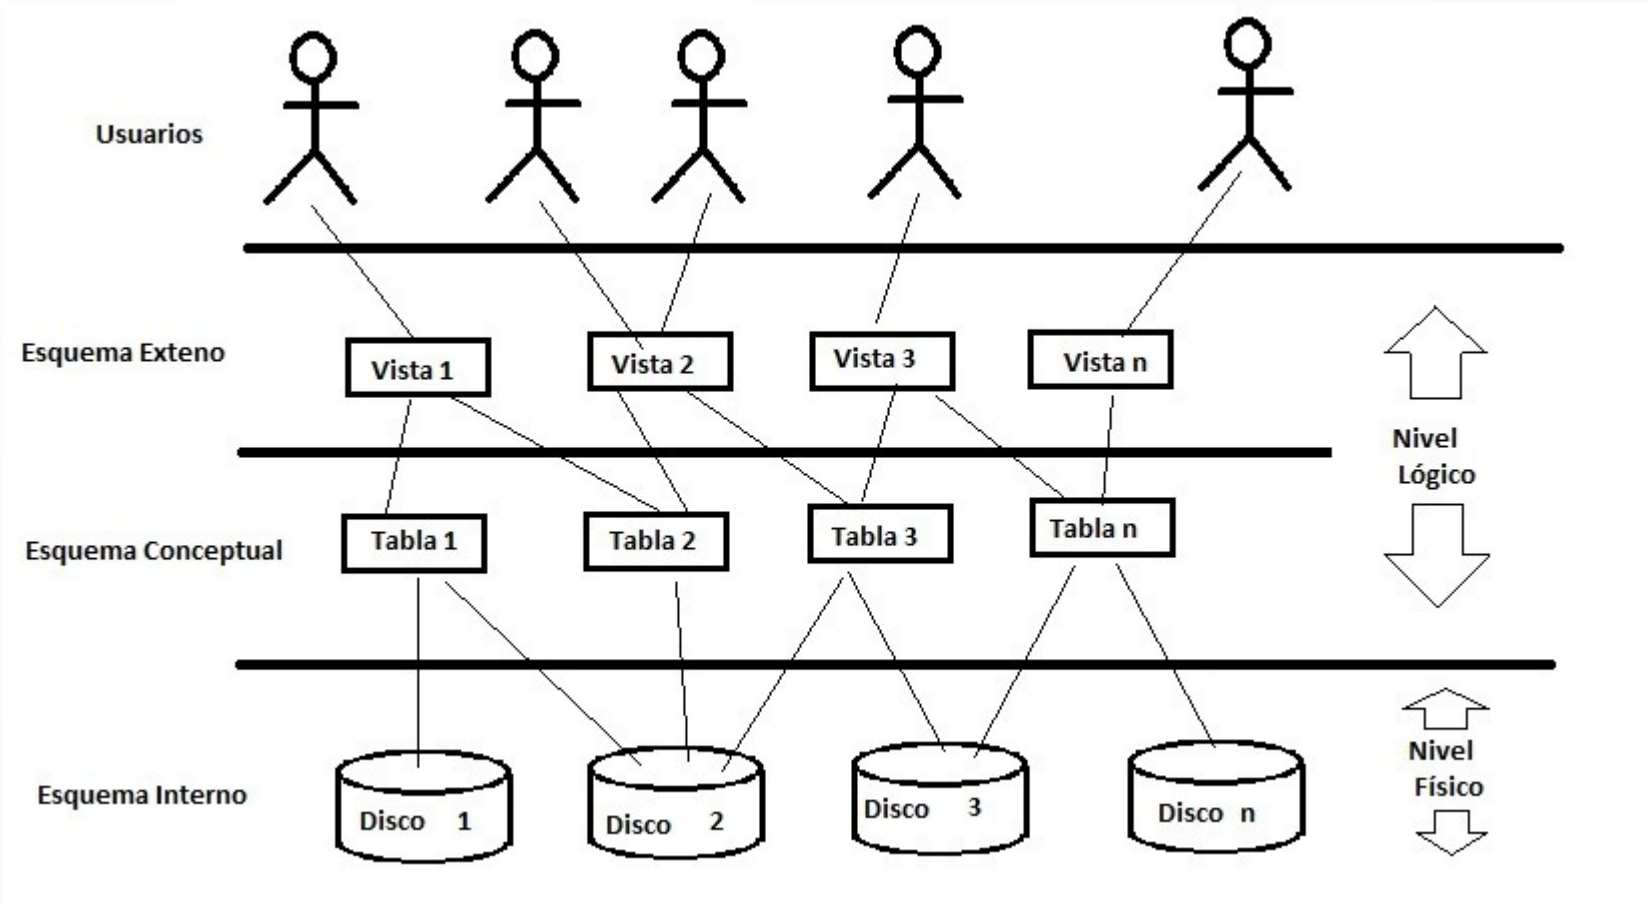 Usuarios
Esquema Exteno
Vista 1
Vista 2
Vista 3
Vista n
Nivel
Lógico
Esquema Conceptual
Tabla 1
Tabla 2
Tabla 3
Tabla n
Esquema Interno
Disco 1
Disco 2
Disco 3
Disco n
Nivel
Físico